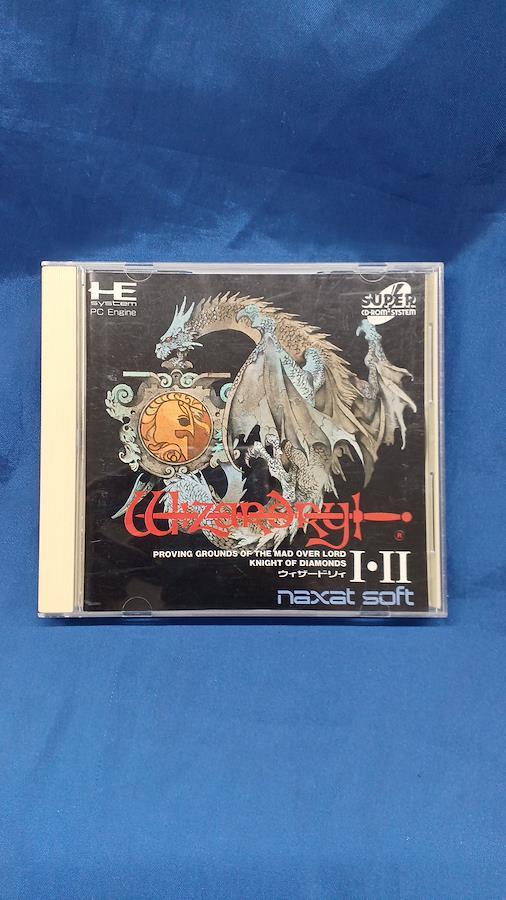 HE
system
PC Engine
SUPER
CD-ROM² SYSTEM
Wizardry
®
PROVING GROUNDS OF THE MAD OVER LORD
KNIGHT OF DIAMONDS
ウィザードリィ
I・II
naxat soft